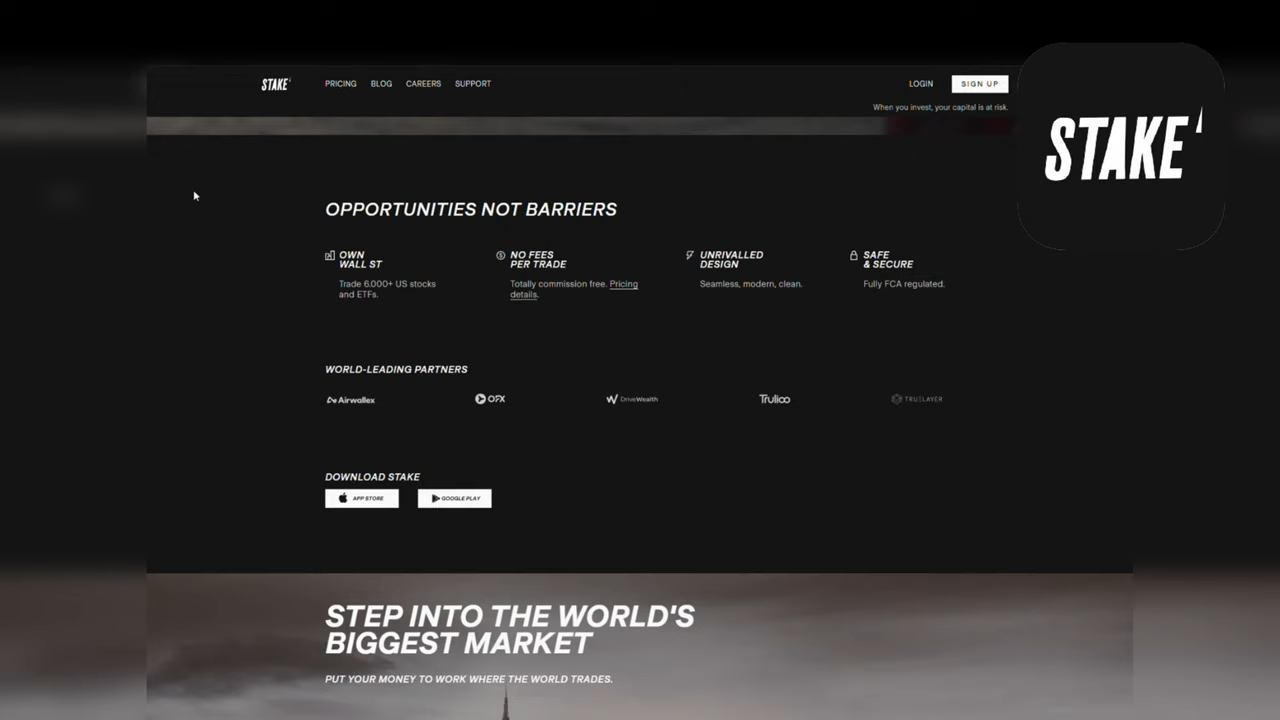 STAKE
PRICING BLOG CAREERS SUPPORT
LOGIN SIGN UP
When you invest, your capital is at risk.
STAKE
OPPORTUNITIES NOT BARRIERS
OWN
WALL ST
Trade 6,000+ US stocks
and ETFs.
NO FEES
PER TRADE
Totally commission free. Pricing
details.
UNRIVALLED
DESIGN
Seamless, modern, clean.
SAFE
& SECURE
Fully FCA regulated.
WORLD-LEADING PARTNERS
Airwallex OFX DriveWealth Trulioo TRUELAYER
DOWNLOAD STAKE
APP STORE GOOGLE PLAY
STEP INTO THE WORLD'S
BIGGEST MARKET
PUT YOUR MONEY TO WORK WHERE THE WORLD TRADES.